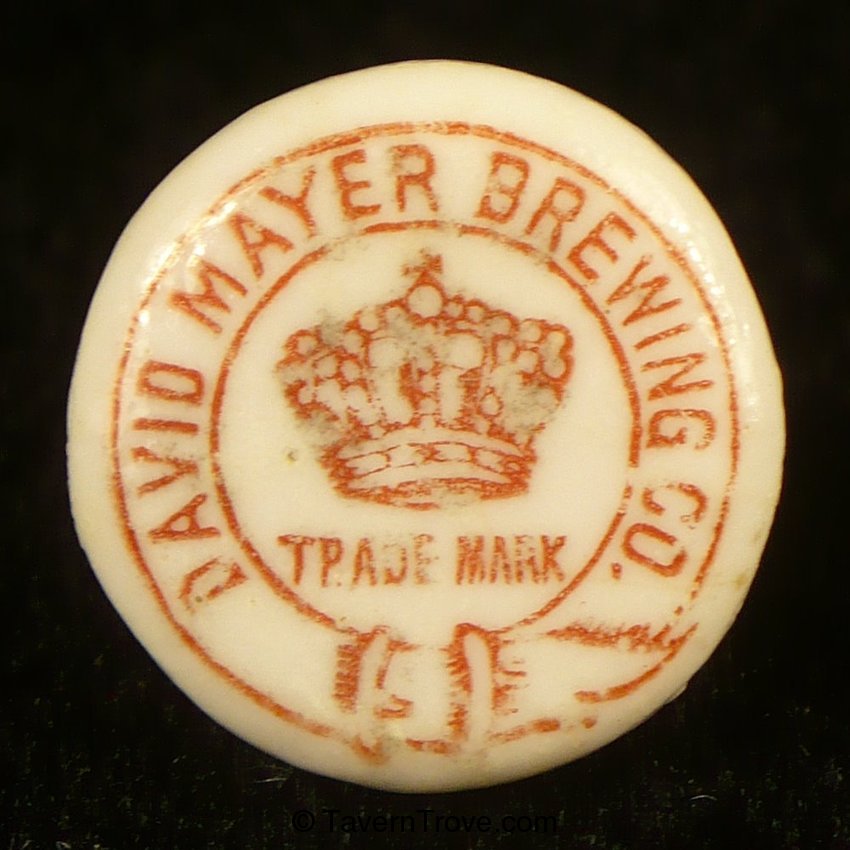 DAVID MAYER BREWING CO.
TRADE MARK
© TavernTrove.com